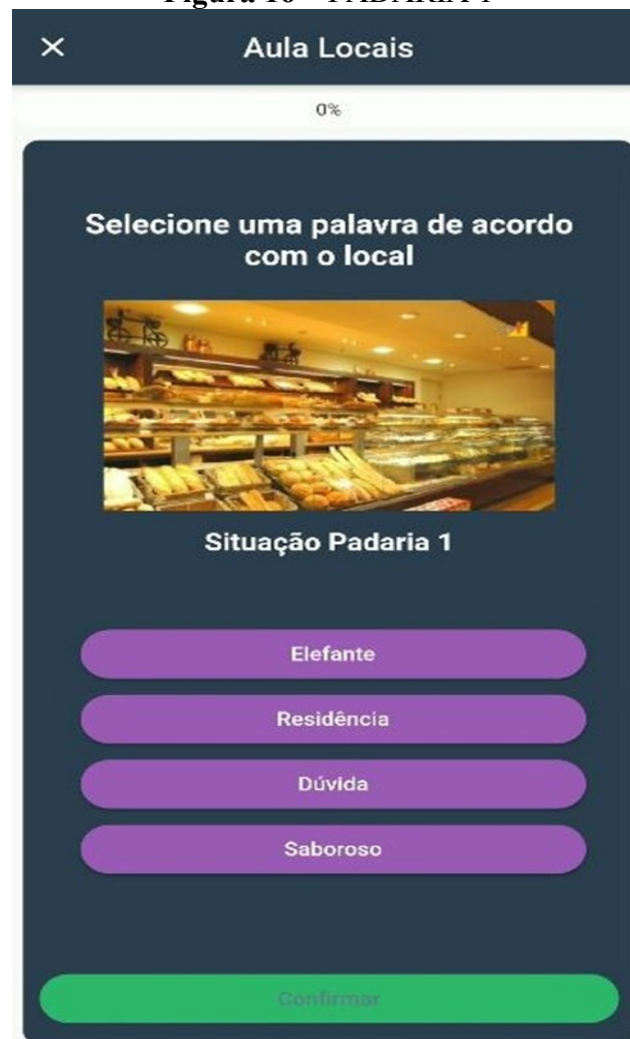 Aula Locais
0%
Selecione uma palavra de acordo
com o local
Situação Padaria 1
Elefante
Residência
Dúvida
Saboroso
Confirmar